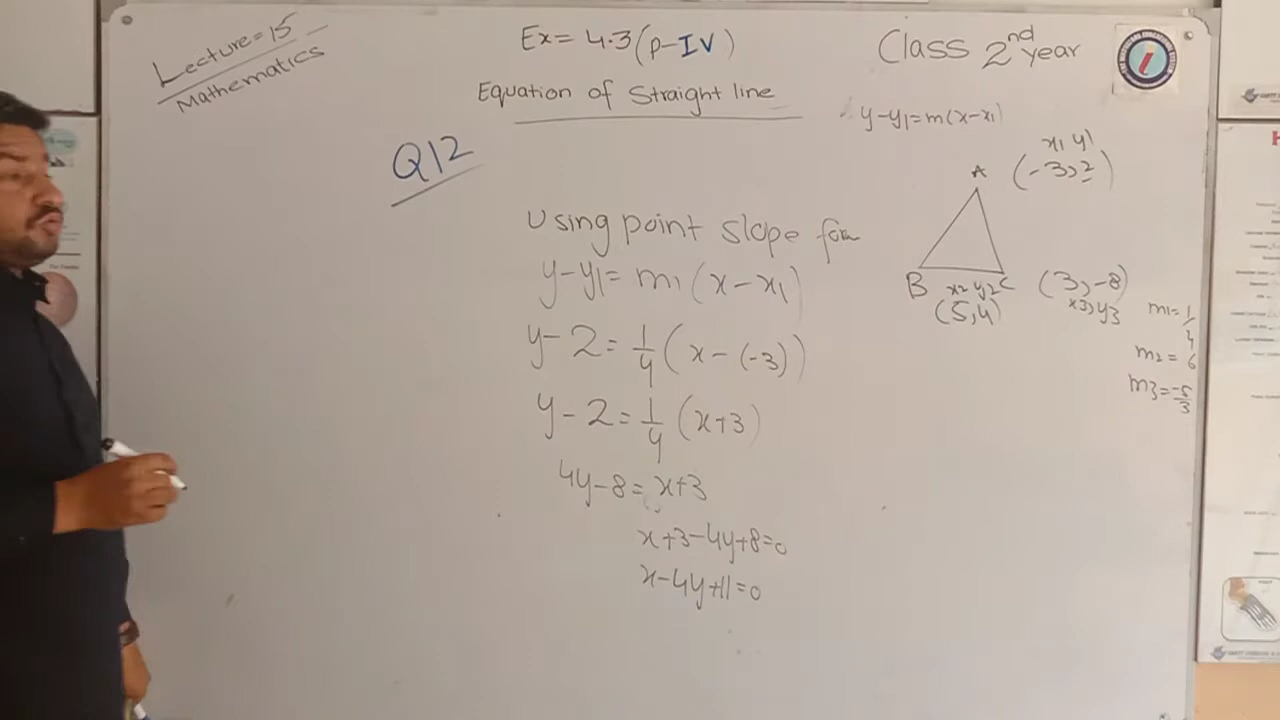 Lecture = 15
Mathematics
Ex = 4.3 (P-IV)
Equation of Straight line
Class 2nd year
Q12
y-y1=m(x-x1)
x1 y1
A (-3,2)
B x2 y2 C (3,-8)
(5,4) x3,y3
m1=1/4
m2=6
m3=-5/3
Using point slope form
y-y1=m1(x-x1)
y-2=1/4(x-(-3))
y-2=1/4(x+3)
4y-8=x+3
x+3-4y+8=0
x-4y+11=0